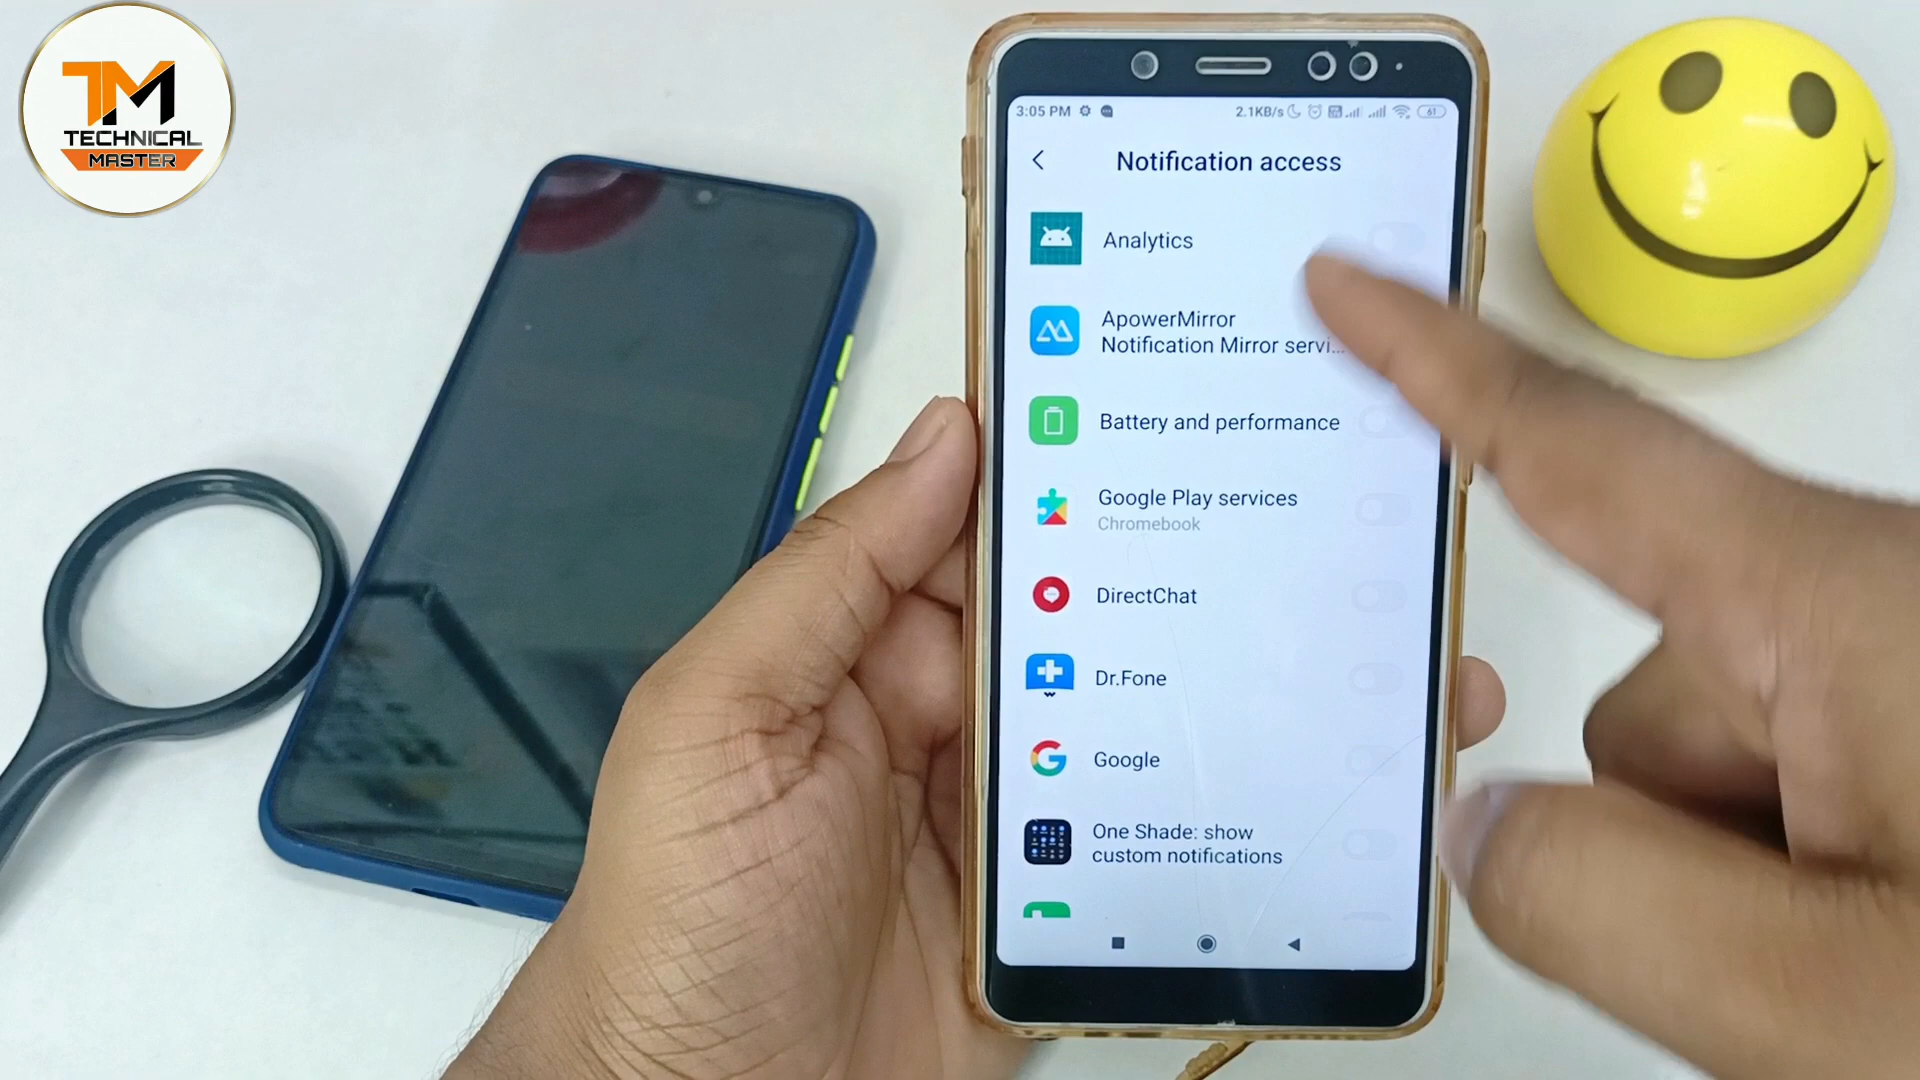 TM
TECHNICAL
MASTER
3:05 PM
2.1KB/s
61
Notification access
Analytics
ApowerMirror
Notification Mirror servi...
Battery and performance
Google Play services
Chromebook
DirectChat
Dr.Fone
Google
One Shade: show
custom notifications